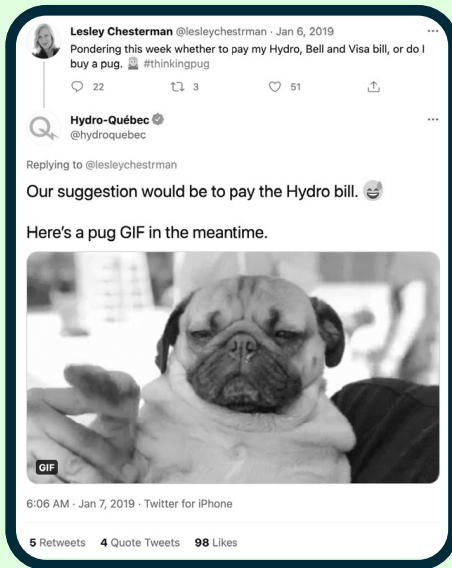 Lesley Chesterman @lesleychestrman · Jan 6, 2019
Pondering this week whether to pay my Hydro, Bell and Visa bill, or do I
buy a pug. #thinkingpug
22 3 51
Hydro-Québec
@hydroquebec
Replying to @lesleychestrman
Our suggestion would be to pay the Hydro bill. 😅
Here's a pug GIF in the meantime.
GIF
6:06 AM · Jan 7, 2019 · Twitter for iPhone
5 Retweets 4 Quote Tweets 98 Likes